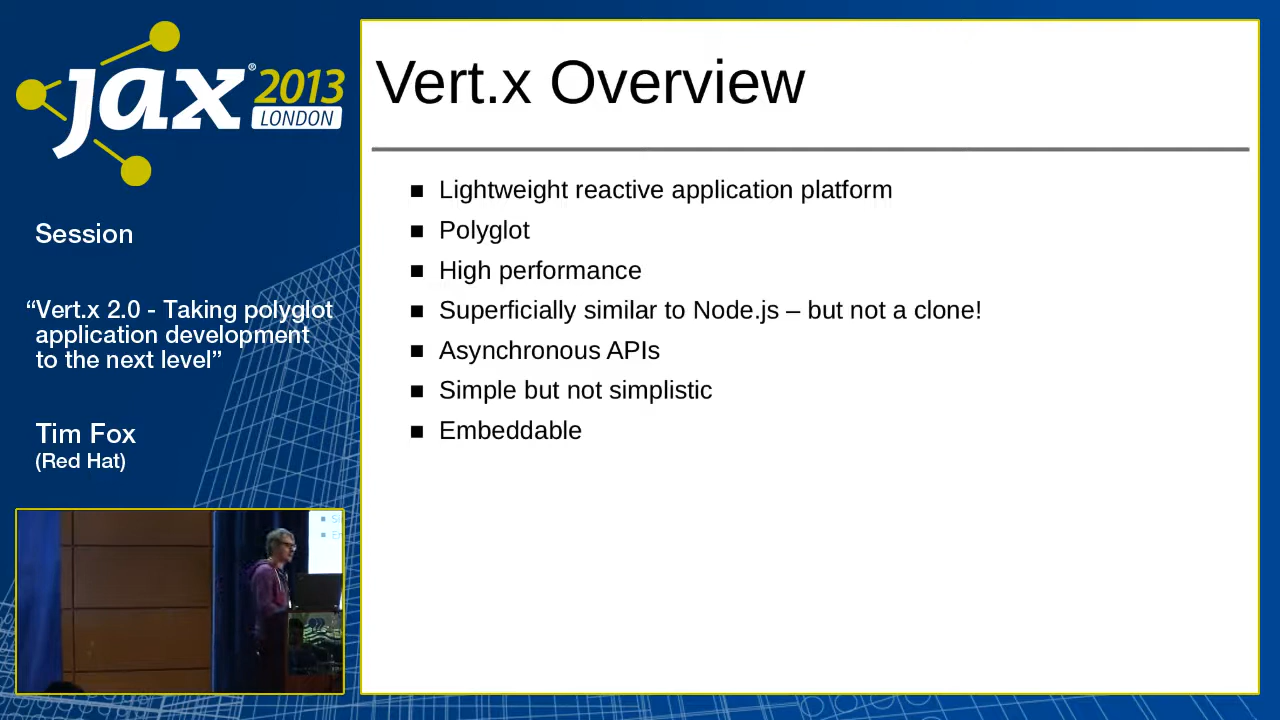 jax® 2013
LONDON
Session
“Vert.x 2.0 - Taking polyglot
application development
to the next level”
Tim Fox
(Red Hat)
Vert.x Overview
■ Lightweight reactive application platform
■ Polyglot
■ High performance
■ Superficially similar to Node.js – but not a clone!
■ Asynchronous APIs
■ Simple but not simplistic
■ Embeddable